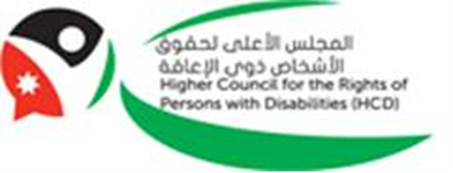 المجلس الأعلى لحقوق
الأشخاص ذوي الإعاقة
Higher Council for the Rights of
Persons with Disabilities (HCD)